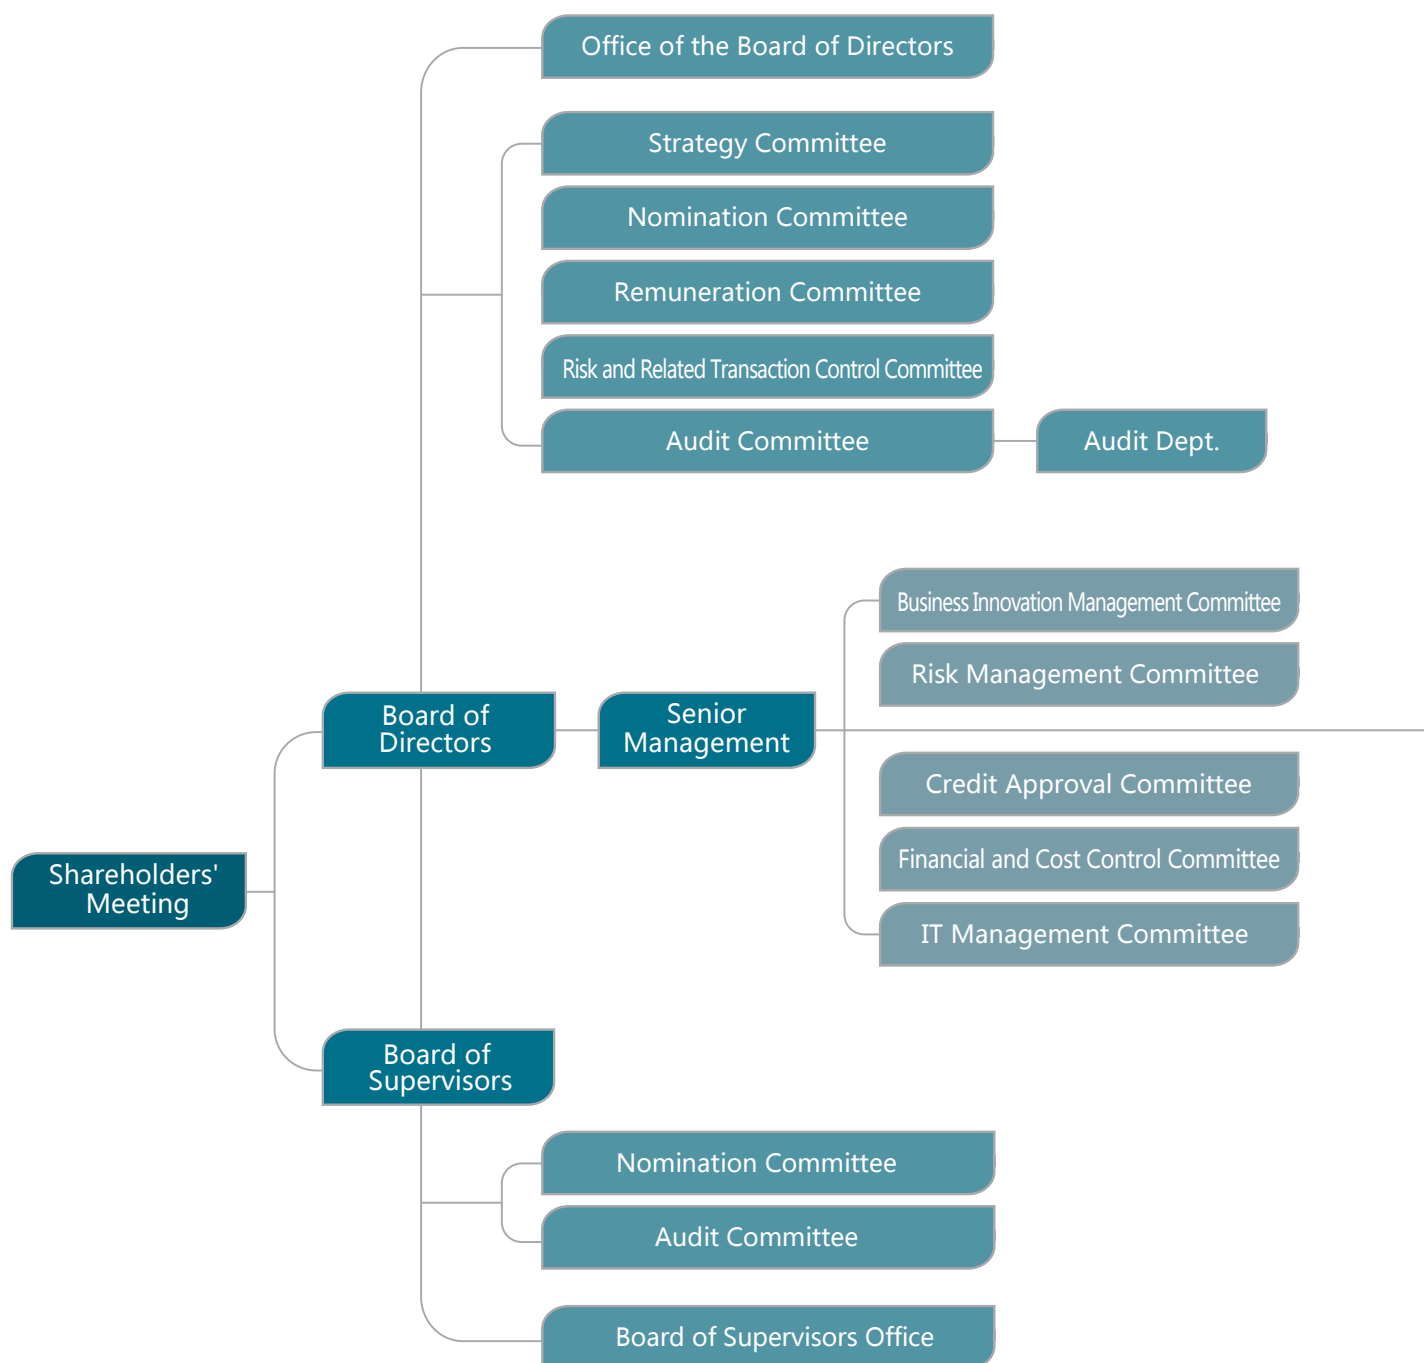 Office of the Board of Directors
Strategy Committee
Nomination Committee
Remuneration Committee
Risk and Related Transaction Control Committee
Audit Committee
Audit Dept.
Business Innovation Management Committee
Risk Management Committee
Board of
Directors
Senior
Management
Credit Approval Committee
Financial and Cost Control Committee
IT Management Committee
Shareholders'
Meeting
Board of
Supervisors
Nomination Committee
Audit Committee
Board of Supervisors Office